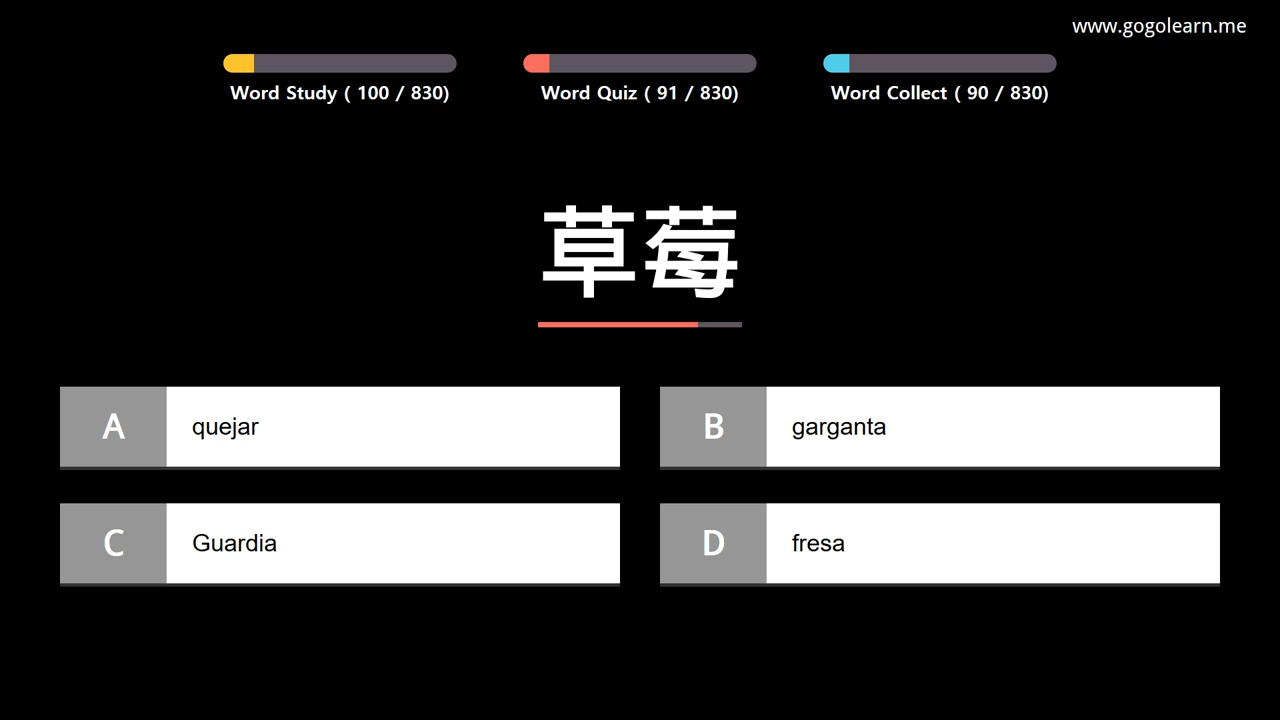 www.gogolearn.me
Word Study ( 100 / 830)
Word Quiz ( 91 / 830)
Word Collect ( 90 / 830)
草莓
A quejar
B garganta
C Guardia
D fresa